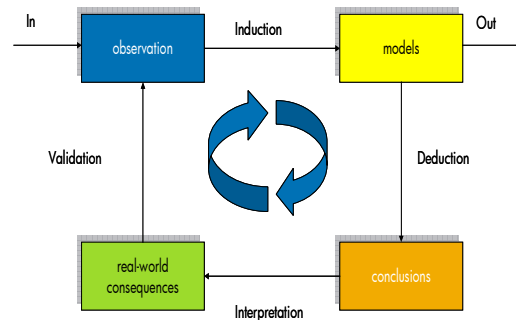 In
observation
Induction
models
Out
Validation
Deduction
real-world
consequences
conclusions
Interpretation